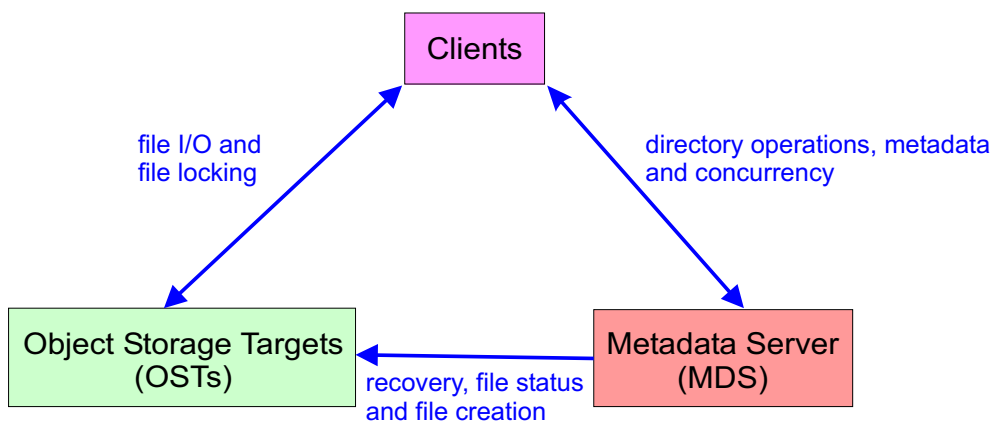 Clients
file I/O and
file locking
directory operations, metadata
and concurrency
Object Storage Targets
(OSTs)
Metadata Server
(MDS)
recovery, file status
and file creation